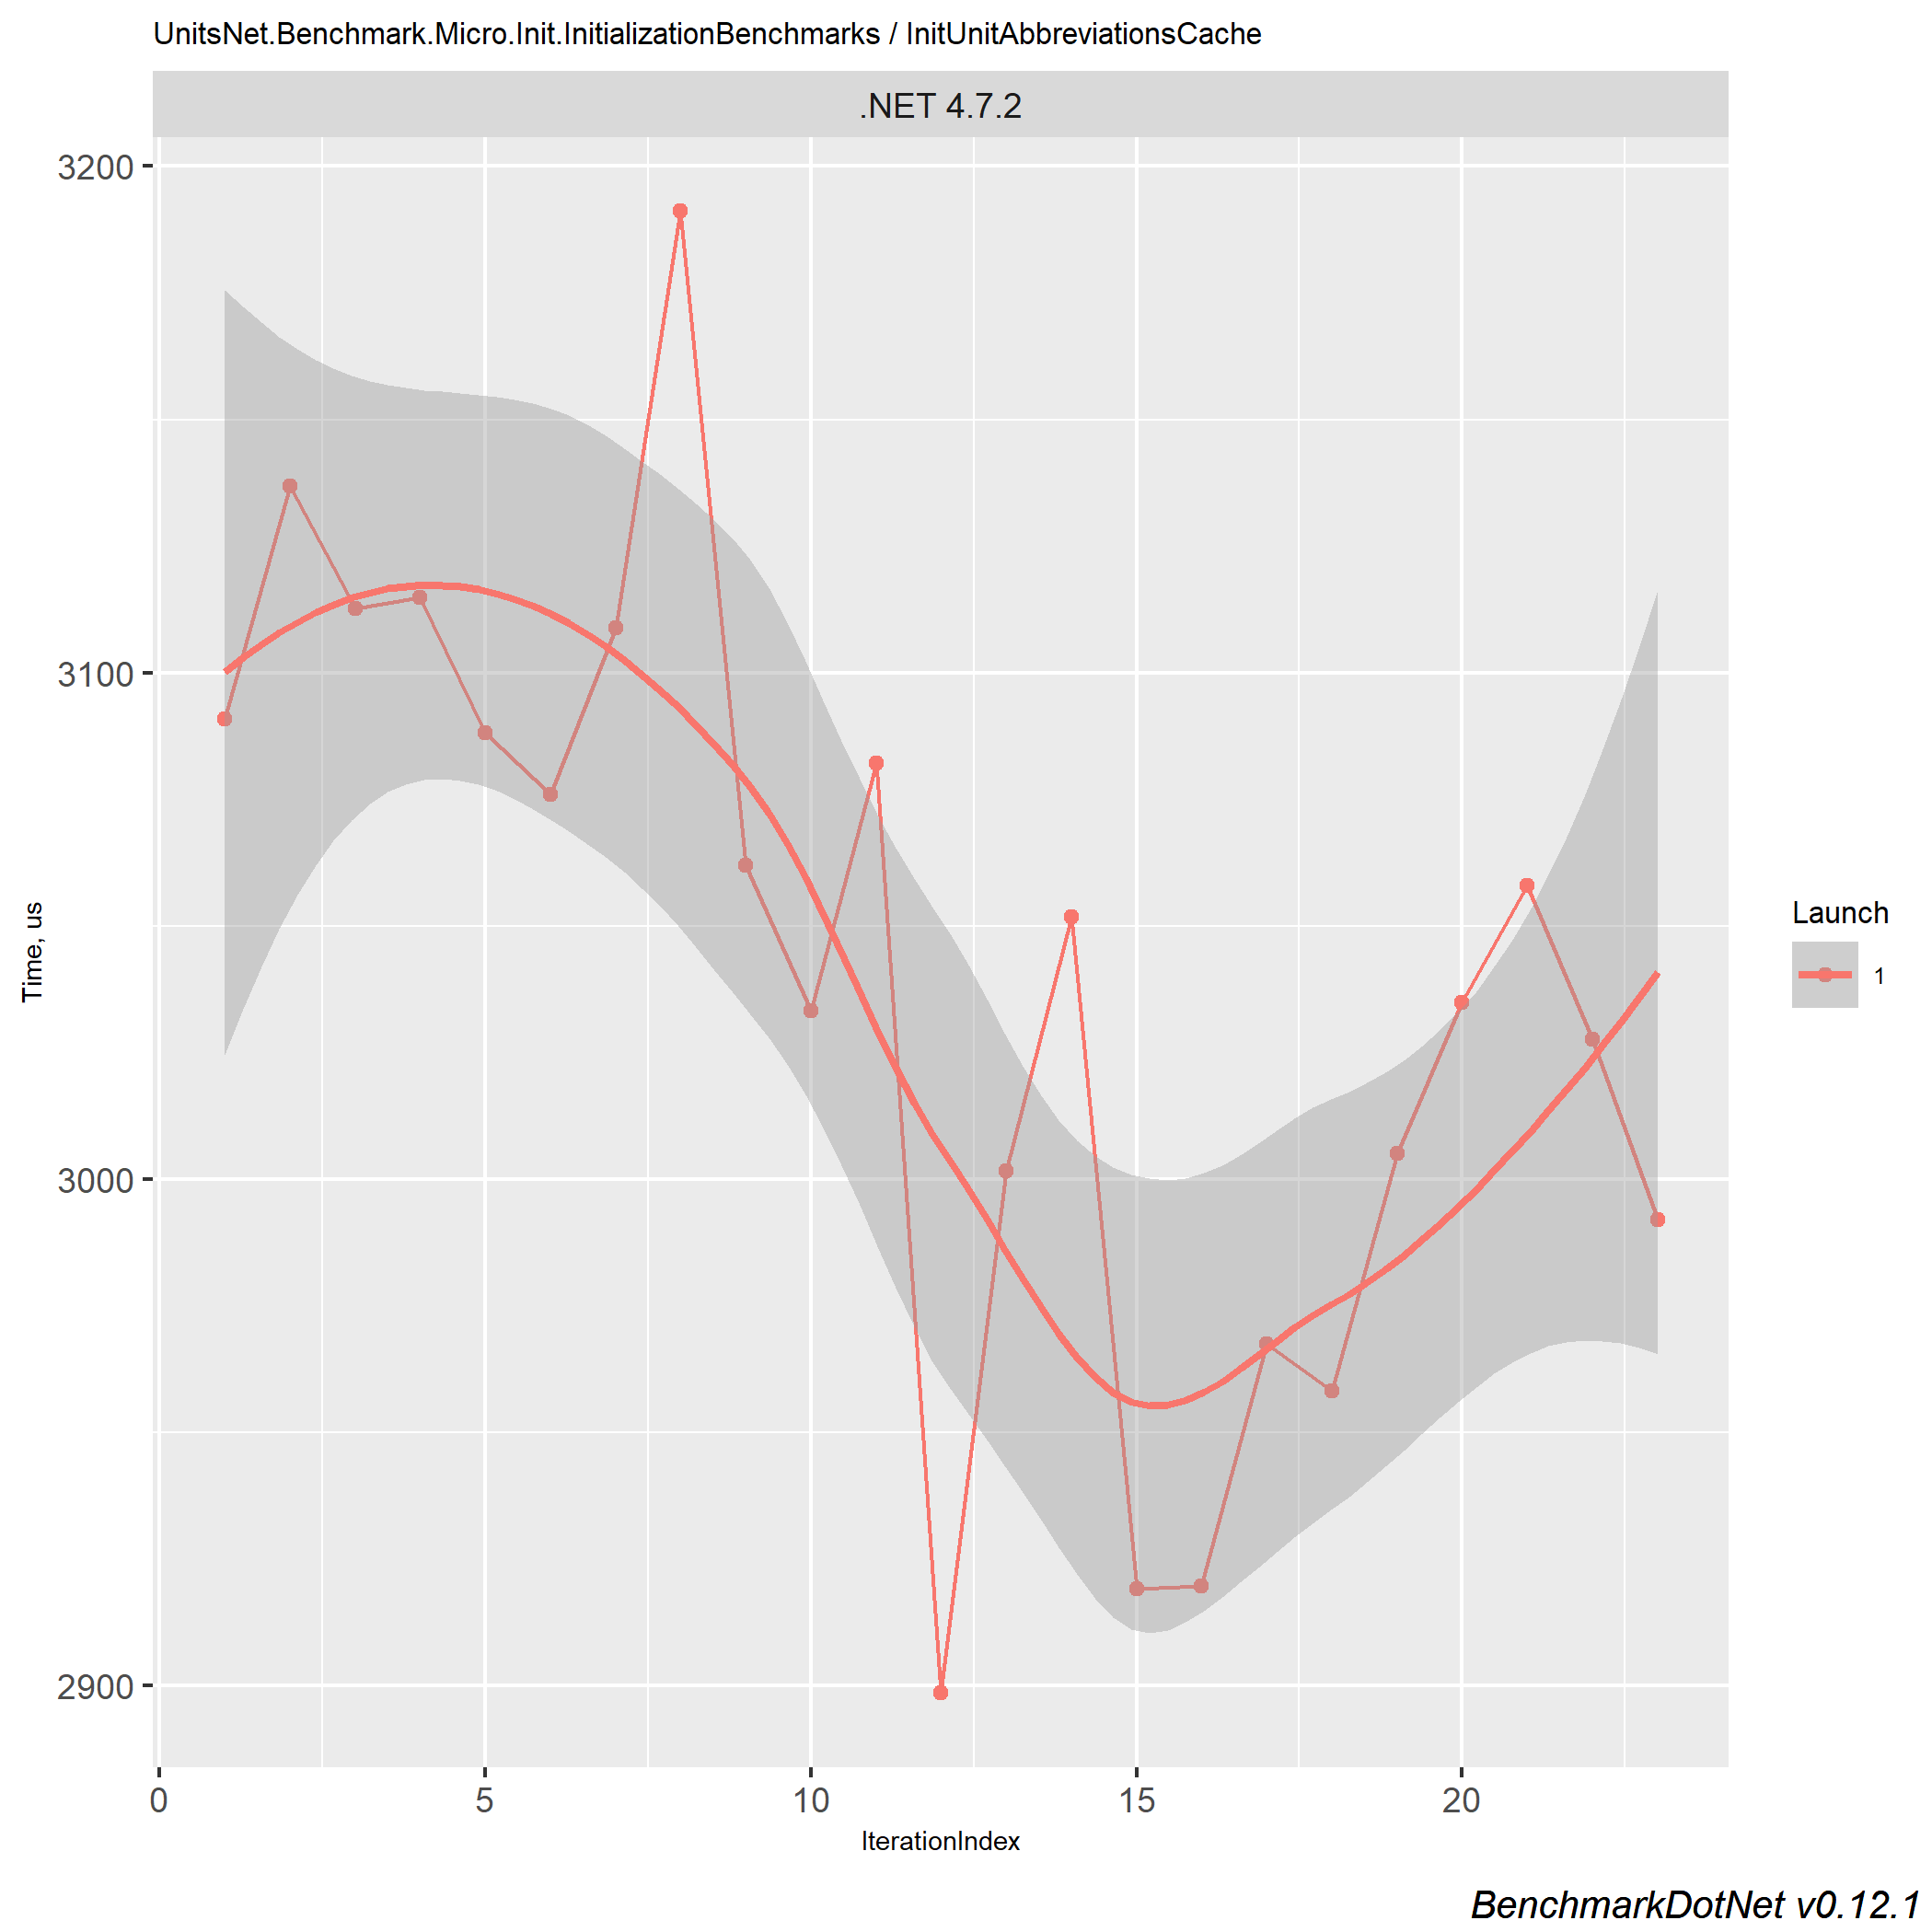 UnitsNet.Benchmark.Micro.Init.InitializationBenchmarks / InitUnitAbbreviationsCache
.NET 4.7.2
3200
3100
3000
2900
Time, us
0 5 10 15 20
IterationIndex
Launch
1
BenchmarkDotNet v0.12.1